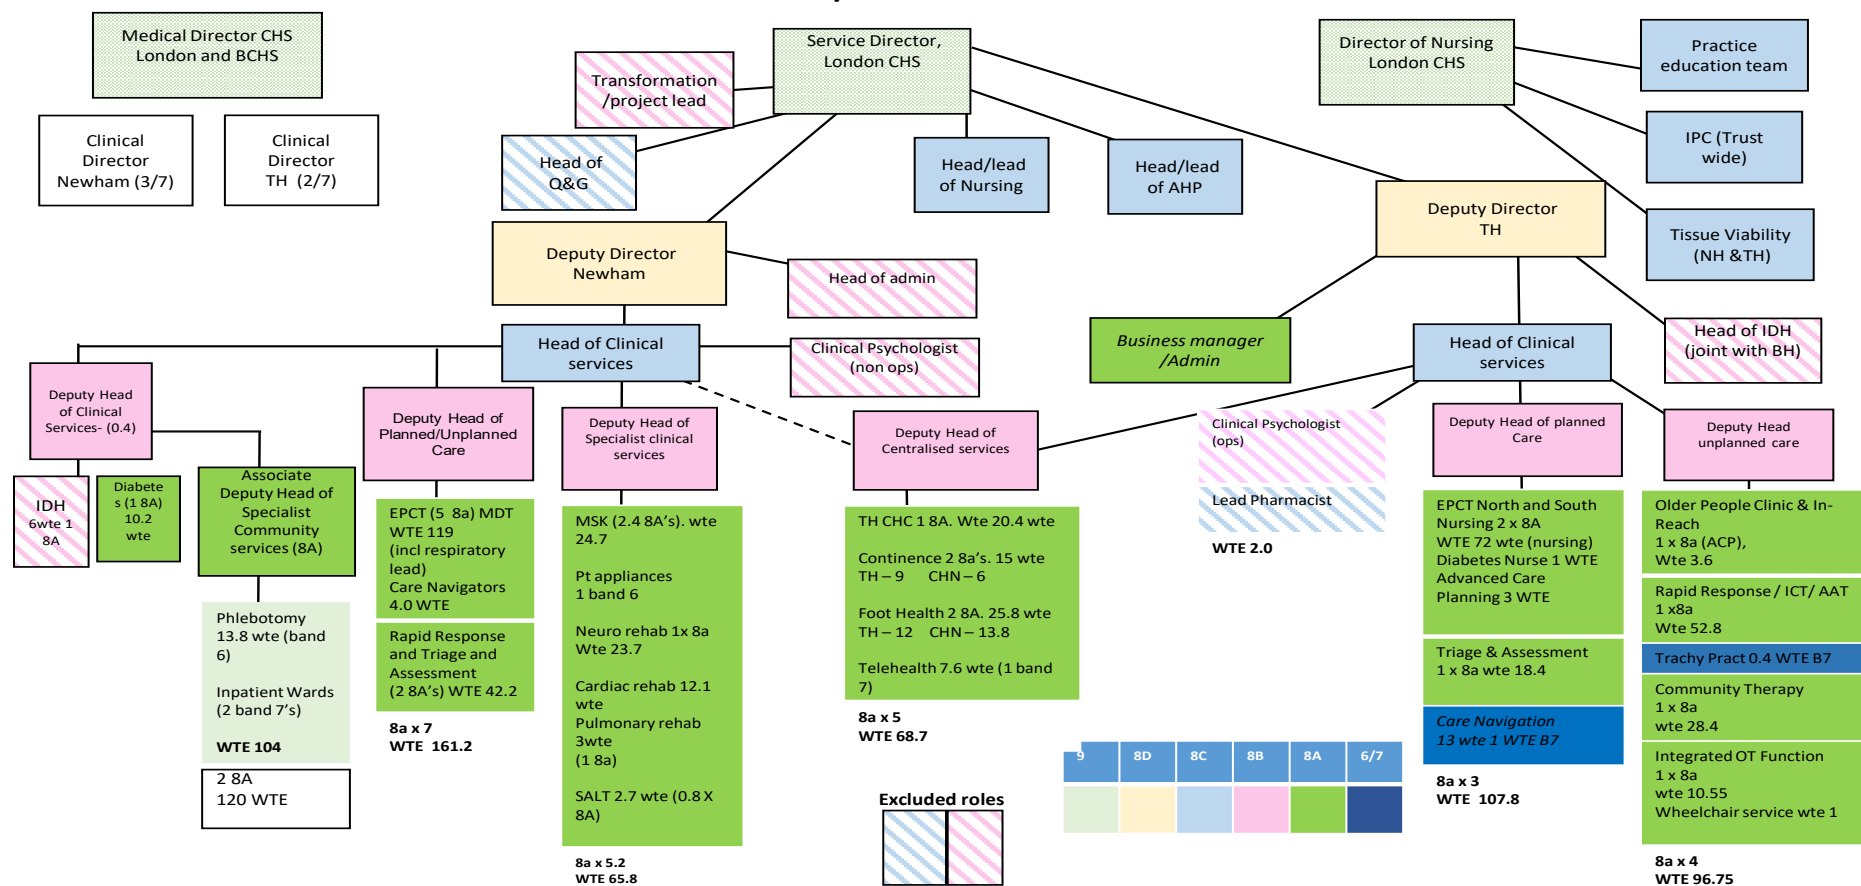 Medical Director CHS
London and BCHS
Clinical
Director
Newham (3/7)
Clinical
Director
TH (2/7)
Transformation
/project lead
Service Director,
London CHS
Head of
Q&G
Head/lead
of Nursing
Head/lead
of AHP
Director of Nursing
London CHS
Practice
education team
IPC (Trust
wide)
Tissue Viability
(NH &TH)
Deputy Director
Newham
Deputy Director
TH
Head of admin
Head of Clinical
services
Clinical Psychologist
(non ops)
Business manager
/Admin
Head of Clinical
services
Head of IDH
(joint with BH)
Deputy Head
of Clinical
Services- (0.4)
Deputy Head of
Planned/Unplanned
Care
Deputy Head of
Specialist clinical
services
Deputy Head of
Centralised services
Clinical Psychologist
(ops)
Lead Pharmacist
WTE 2.0
Deputy Head of planned
Care
Deputy Head
unplanned care
IDH
6wte 1
8A
Diabete
s (1 8A)
10.2
wte
Associate
Deputy Head of
Specialist
Community
services (8A)
Phlebotomy
13.8 wte (band
6)
Inpatient Wards
(2 band 7's)
WTE 104
2 8A
120 WTE
EPCT (5 8a) MDT
WTE 119
(incl respiratory
lead)
Care Navigators
4.0 WTE
Rapid Response
and Triage and
Assessment
(2 8A's) WTE 42.2
8a x 7
WTE 161.2
MSK (2.4 8A's). wte
24.7
Pt appliances
1 band 6
Neuro rehab 1x 8a
Wte 23.7
Cardiac rehab 12.1
wte
Pulmonary rehab
3wte
(1 8a)
SALT 2.7 wte (0.8 X
8A)
8a x 5.2
WTE 65.8
TH CHC 1 8A. Wte 20.4 wte
Continence 2 8a's. 15 wte
TH – 9 CHN – 6
Foot Health 2 8A. 25.8 wte
TH – 12 CHN – 13.8
Telehealth 7.6 wte (1 band
7)
8a x 5
WTE 68.7
EPCT North and South
Nursing 2 x 8A
WTE 72 wte (nursing)
Diabetes Nurse 1 WTE
Advanced Care
Planning 3 WTE
Triage & Assessment
1 x 8a wte 18.4
Care Navigation
13 wte 1 WTE B7
8a x 3
WTE 107.8
Older People Clinic & In-
Reach
1 x 8a (ACP),
Wte 3.6
Rapid Response / ICT/ AAT
1 x8a
Wte 52.8
Trachy Pract 0.4 WTE B7
Community Therapy
1 x 8a
wte 28.4
Integrated OT Function
1 x 8a
wte 10.55
Wheelchair service wte 1
8a x 4
WTE 96.75
Excluded roles
9 8D 8C 8B 8A 6/7